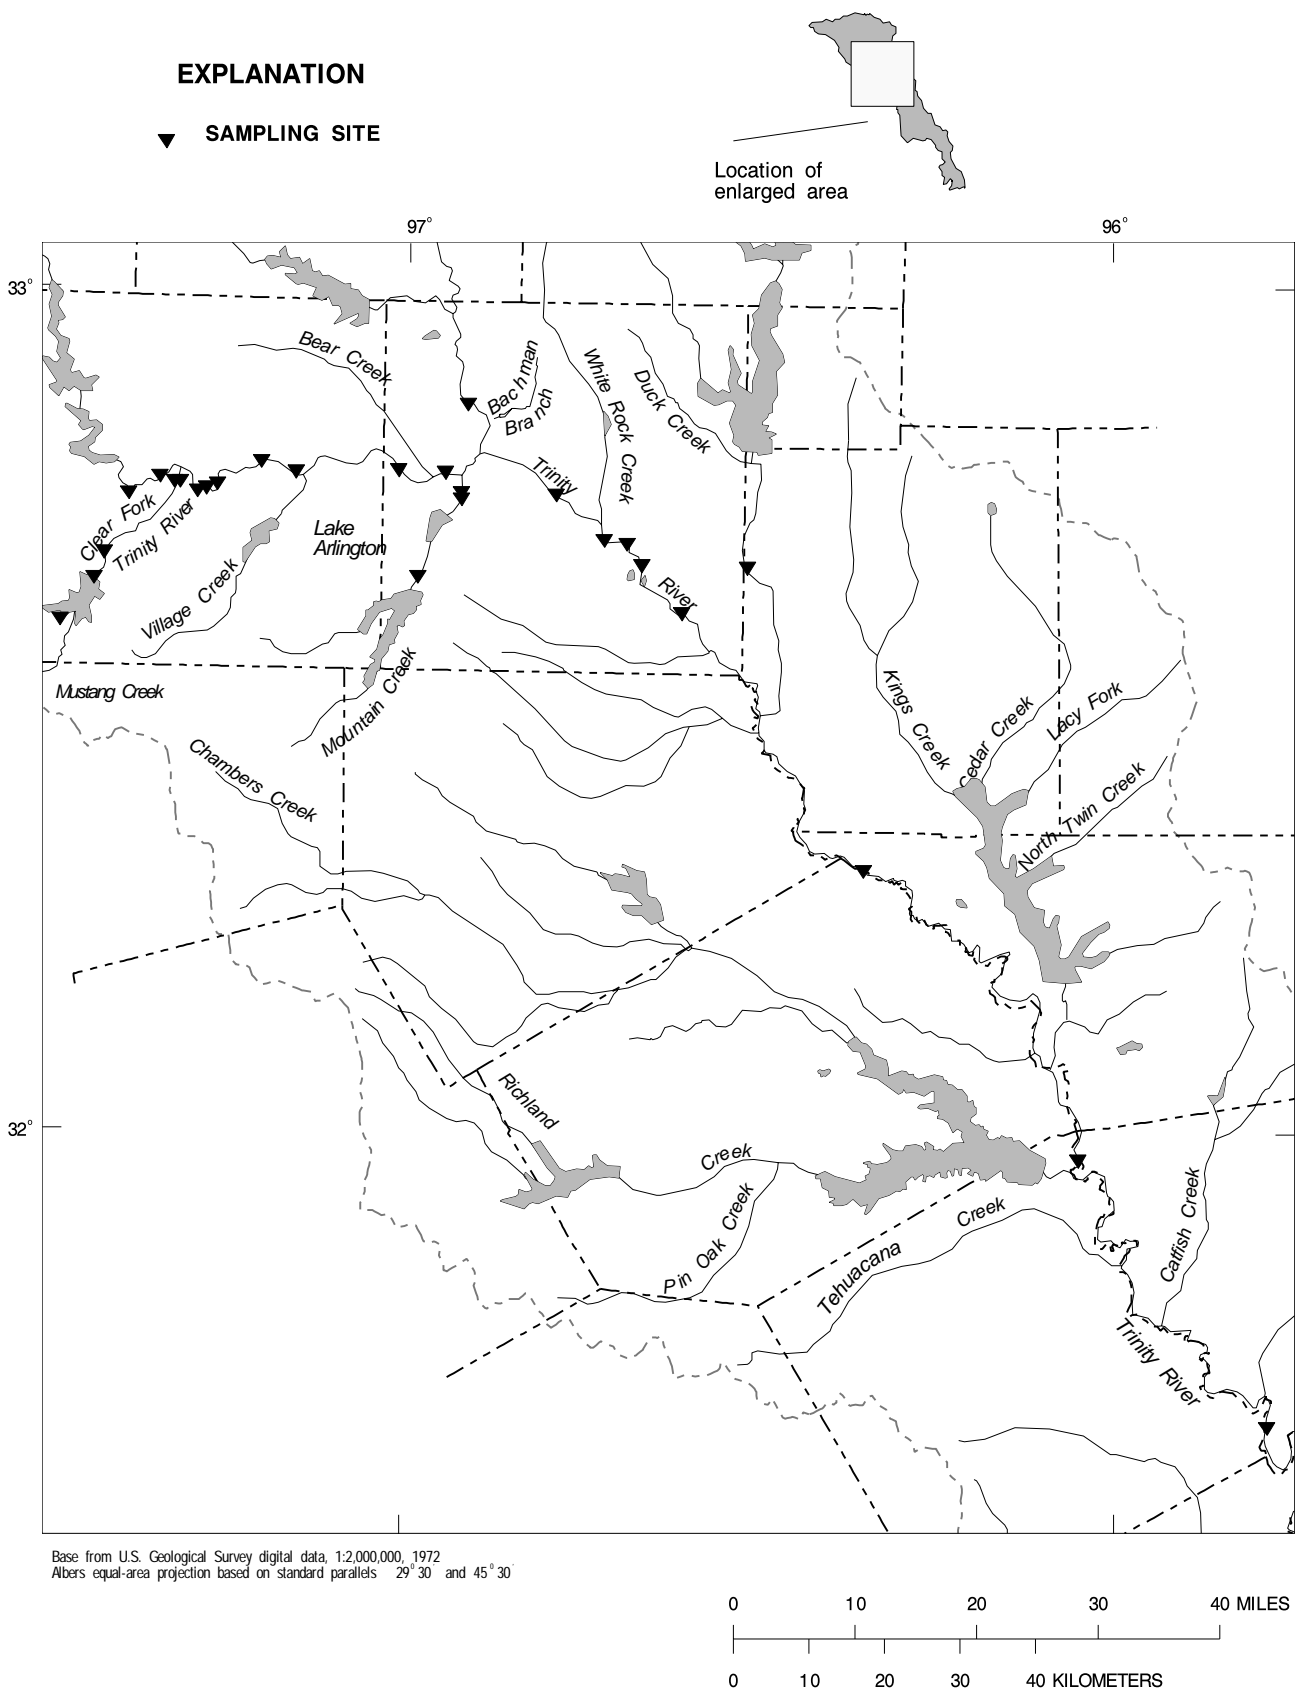 EXPLANATION
SAMPLING SITE
Location of
enlarged area
97°
96°
33°
Bear Creek
Bachman
Branch
White Rock Creek
Duck Creek
Trinity
Clear Fork
Trinity River
Lake
Arlington
Village Creek
River
Mustang Creek
Mountain Creek
Kings Creek
Cedar Creek
Lacy Fork
Chambers Creek
North Twin Creek
Richland
32°
Creek
Pin Oak Creek
Tehuacana
Creek
Catfish Creek
Trinity River
Base from U.S. Geological Survey digital data, 1:2,000,000, 1972
Albers equal-area projection based on standard parallels 29°30' and 45°30'
0 10 20 30 40 MILES
0 10 20 30 40 KILOMETERS